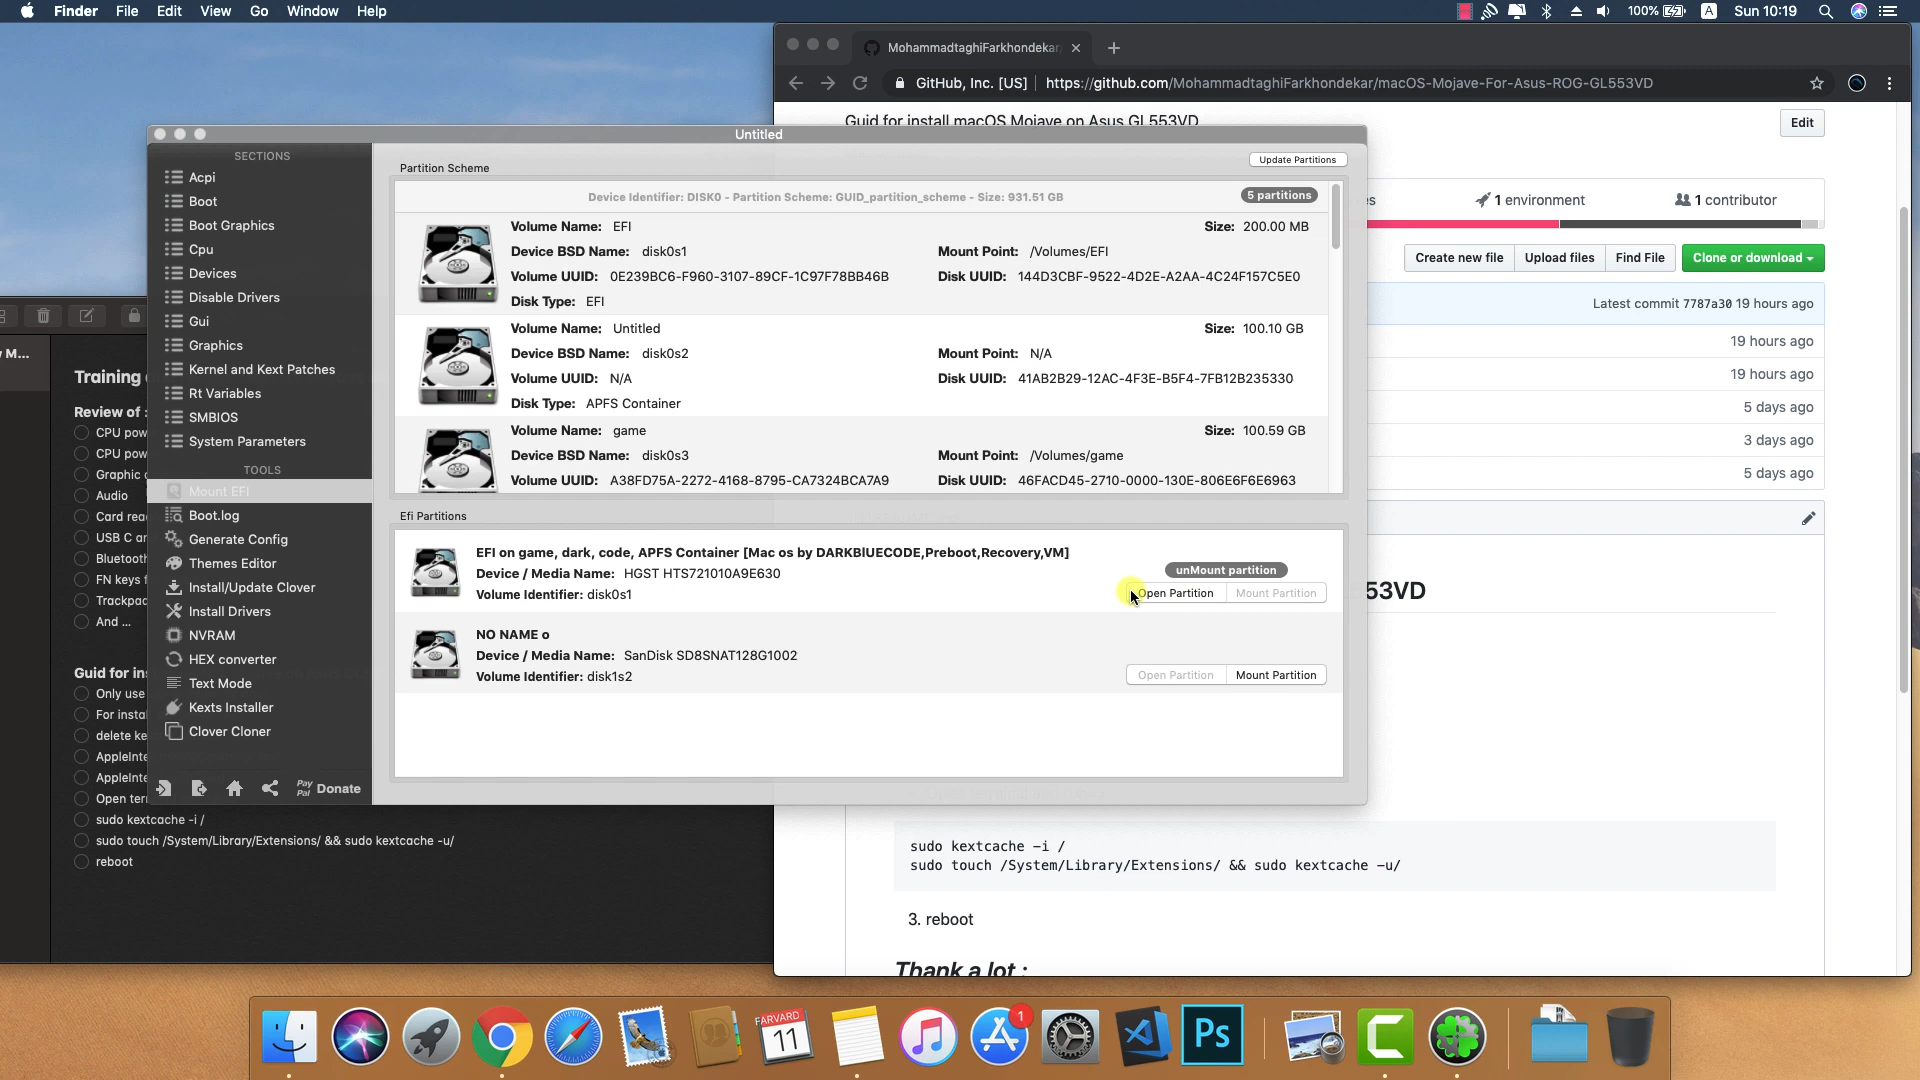 Finder File Edit View Go Window Help
100% A Sun 10:19
MohammadtaghiFarkhondekar
GitHub, Inc. [US] https://github.com/MohammadtaghiFarkhondekar/macOS-Mojave-For-Asus-ROG-GL553VD
Guid for install macOS Mojave on Asus GL553VD
Edit
1 environment 1 contributor
Create new file Upload files Find File Clone or download
Latest commit 7787a30 19 hours ago
19 hours ago
19 hours ago
5 days ago
3 days ago
5 days ago
53VD
sudo kextcache -i /
sudo touch /System/Library/Extensions/ && sudo kextcache -u/
3. reboot
Thank a lot :
Untitled
SECTIONS
Acpi
Boot
Boot Graphics
Cpu
Devices
Disable Drivers
Gui
Graphics
Kernel and Kext Patches
Rt Variables
SMBIOS
System Parameters
TOOLS
Mount EFI
Boot.log
Generate Config
Themes Editor
Install/Update Clover
Install Drivers
NVRAM
HEX converter
Text Mode
Kexts Installer
Clover Cloner
Pay Pal Donate
Partition Scheme
Update Partitions
Device Identifier: DISK0 - Partition Scheme: GUID_partition_scheme - Size: 931.51 GB
5 partitions
Volume Name: EFI Size: 200.00 MB
Device BSD Name: disk0s1 Mount Point: /Volumes/EFI
Volume UUID: 0E239BC6-F960-3107-89CF-1C97F78BB46B Disk UUID: 144D3CBF-9522-4D2E-A2AA-4C24F157C5E0
Disk Type: EFI
Volume Name: Untitled Size: 100.10 GB
Device BSD Name: disk0s2 Mount Point: N/A
Volume UUID: N/A Disk UUID: 41AB2B29-12AC-4F3E-B5F4-7FB12B235330
Disk Type: APFS Container
Volume Name: game Size: 100.59 GB
Device BSD Name: disk0s3 Mount Point: /Volumes/game
Volume UUID: A38FD75A-2272-4168-8795-CA7324BCA7A9 Disk UUID: 46FACD45-2710-0000-130E-806E6F6E6963
Efi Partitions
EFI on game, dark, code, APFS Container [Mac os by DARKBIUECODE,Preboot,Recovery,VM]
Device / Media Name: HGST HTS721010A9E630
Volume Identifier: disk0s1
unMount partition
Open Partition Mount Partition
NO NAME o
Device / Media Name: SanDisk SD8SNAT128G1002
Volume Identifier: disk1s2
Open Partition Mount Partition
M...
Training
Review of :
CPU pow
CPU pow
Graphic
Audio
Card rea
USB C an
Bluetooth
FN keys f
Trackpad
And ...
Guid for ins
Only use
For instal
delete ke
AppleInte
AppleInte
Open ter
sudo kextcache -i /
sudo touch /System/Library/Extensions/ && sudo kextcache -u/
reboot
FARVARD
11
1
Ps